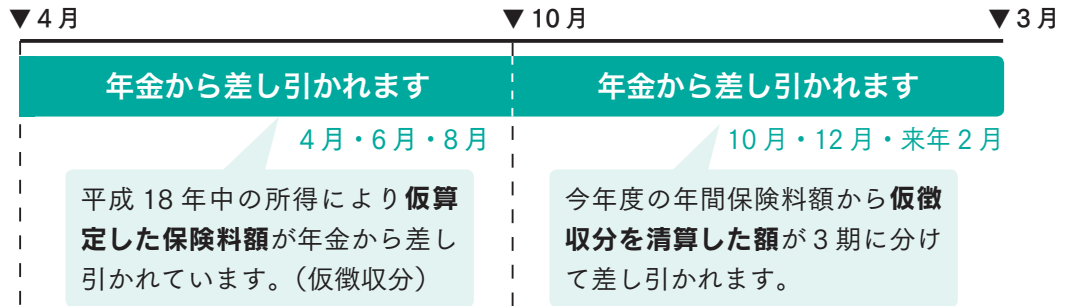 ▼４月
▼10月
▼３月
年金から差し引かれます
年金から差し引かれます
４月・６月・８月
10月・12月・来年２月
平成18年中の所得により仮算
定した保険料額が年金から差し
引かれています。（仮徴収分）
今年度の年間保険料額から仮徴
収分を清算した額が３期に分け
て差し引かれます。